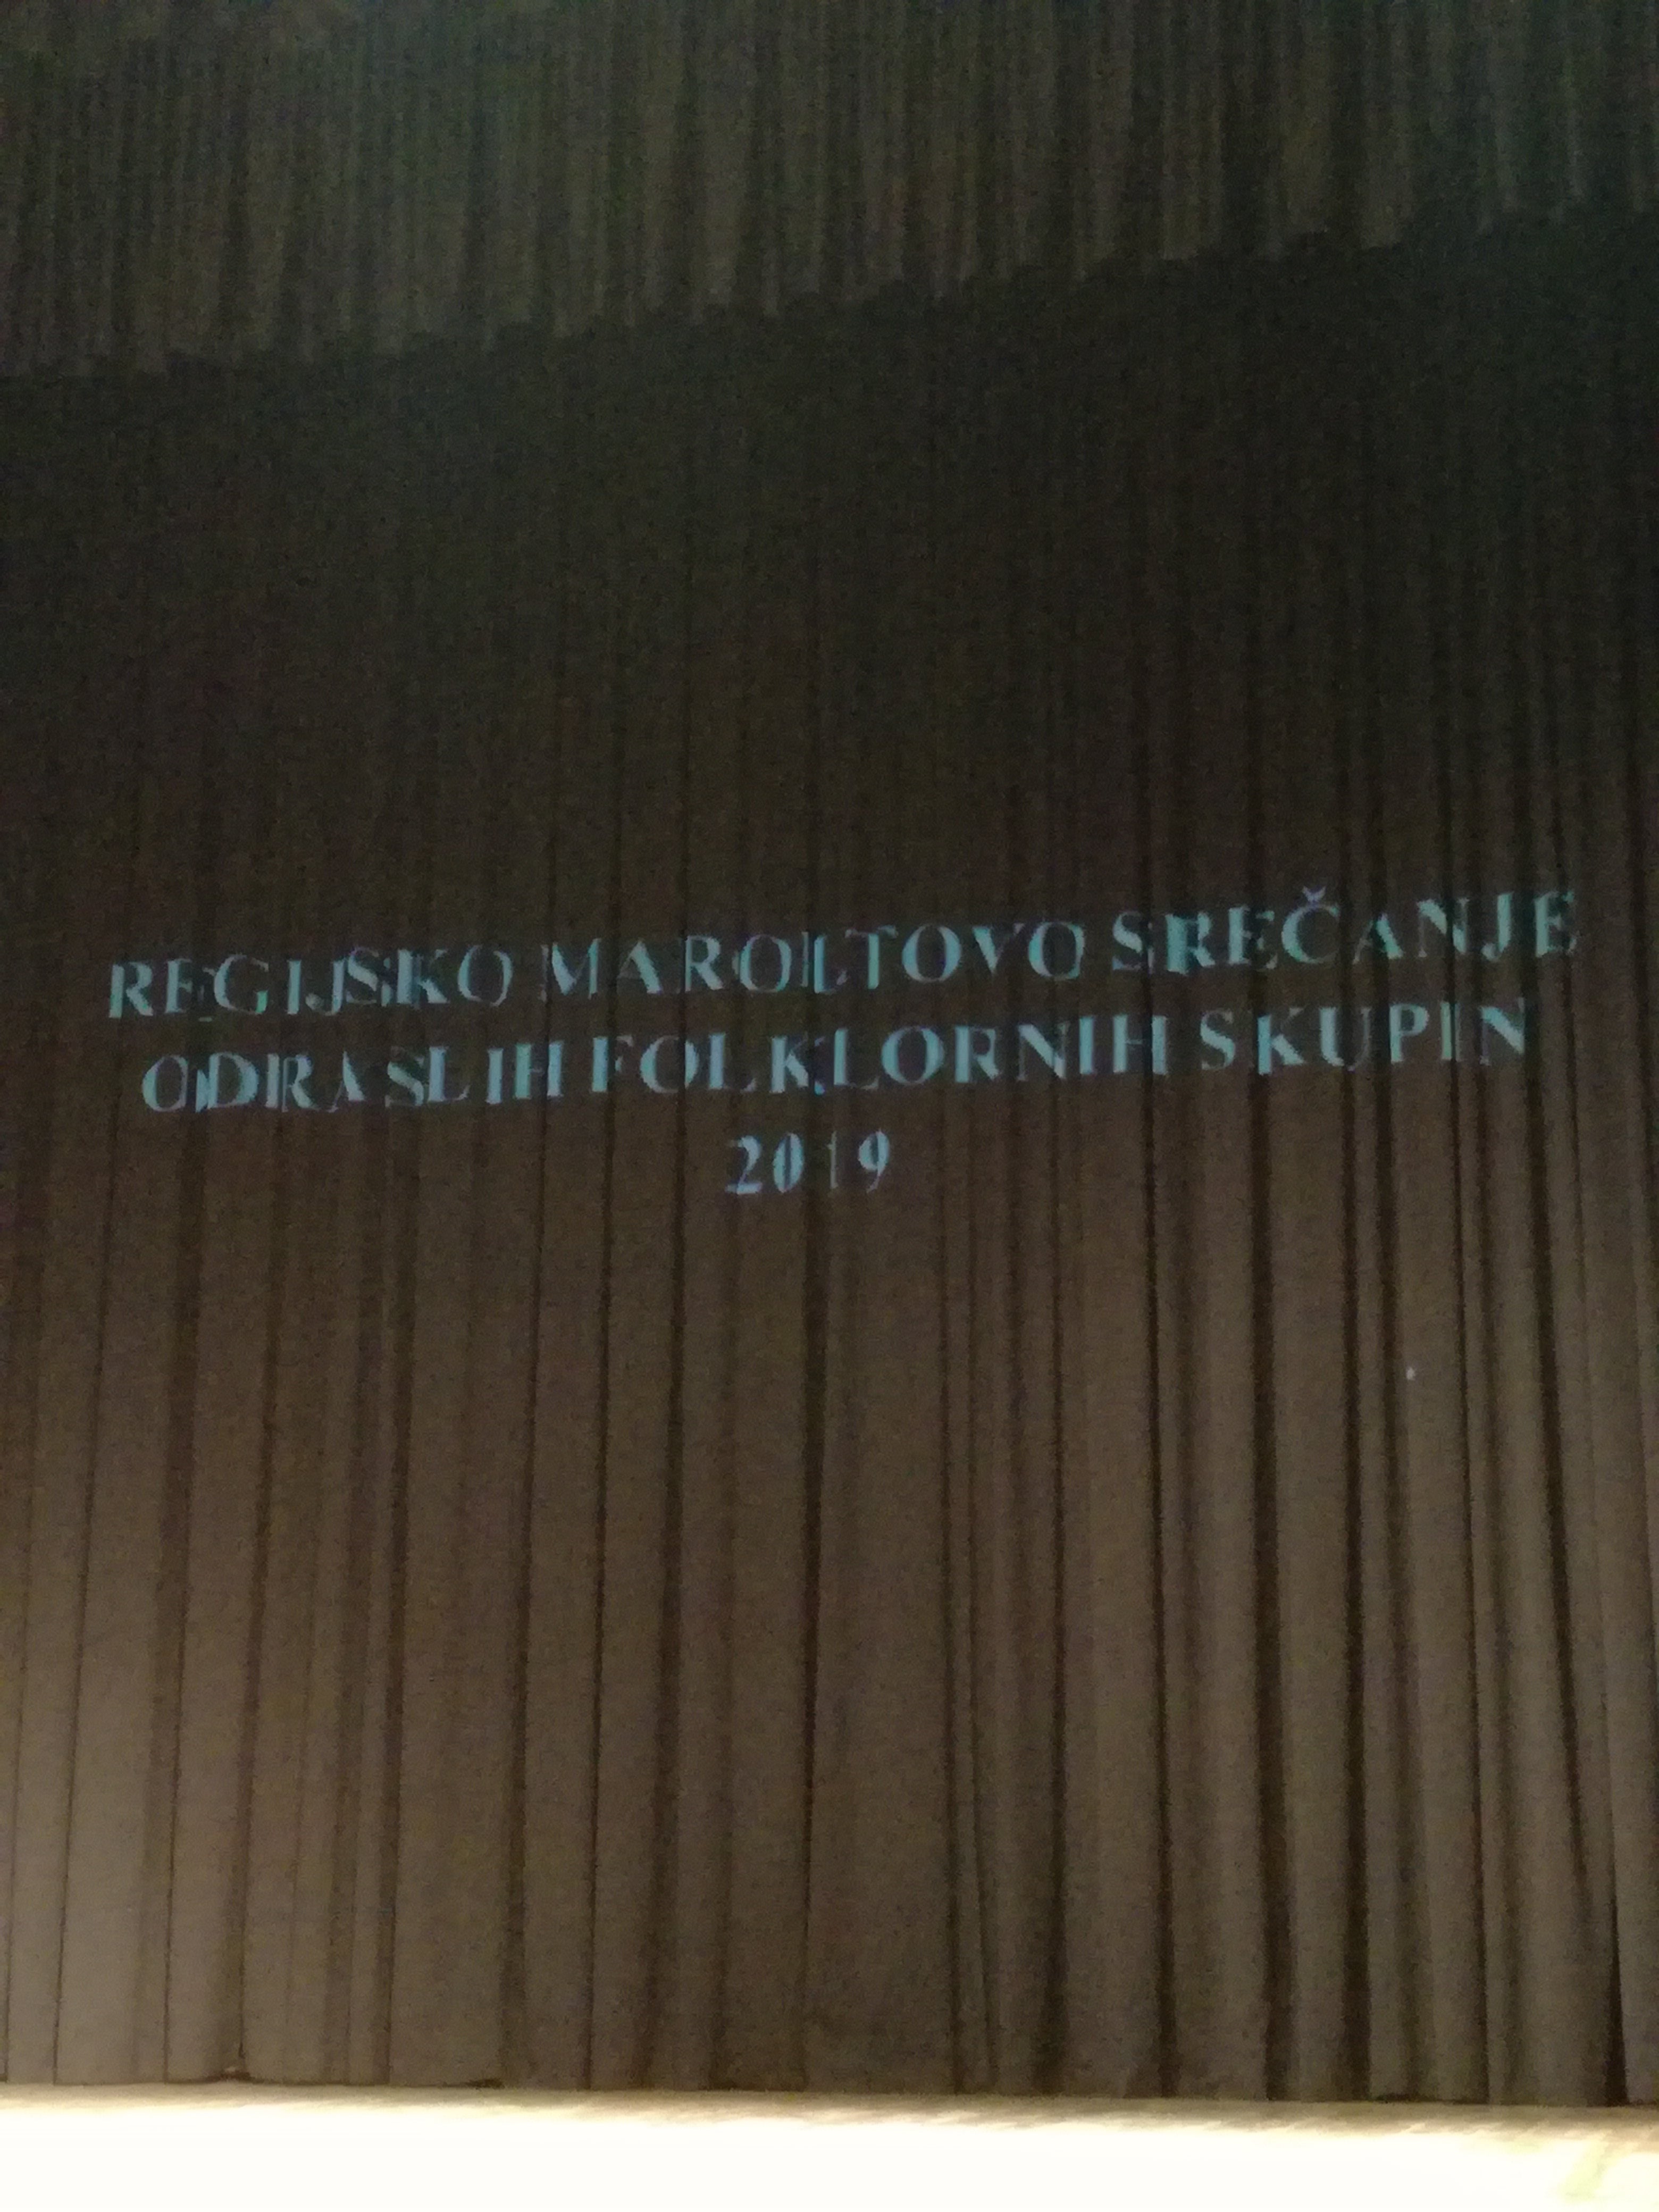 REGIJSKO MAROLTOVO SREČANJE
ODRASLIH FOLKLORNIH SKUPIN
2019